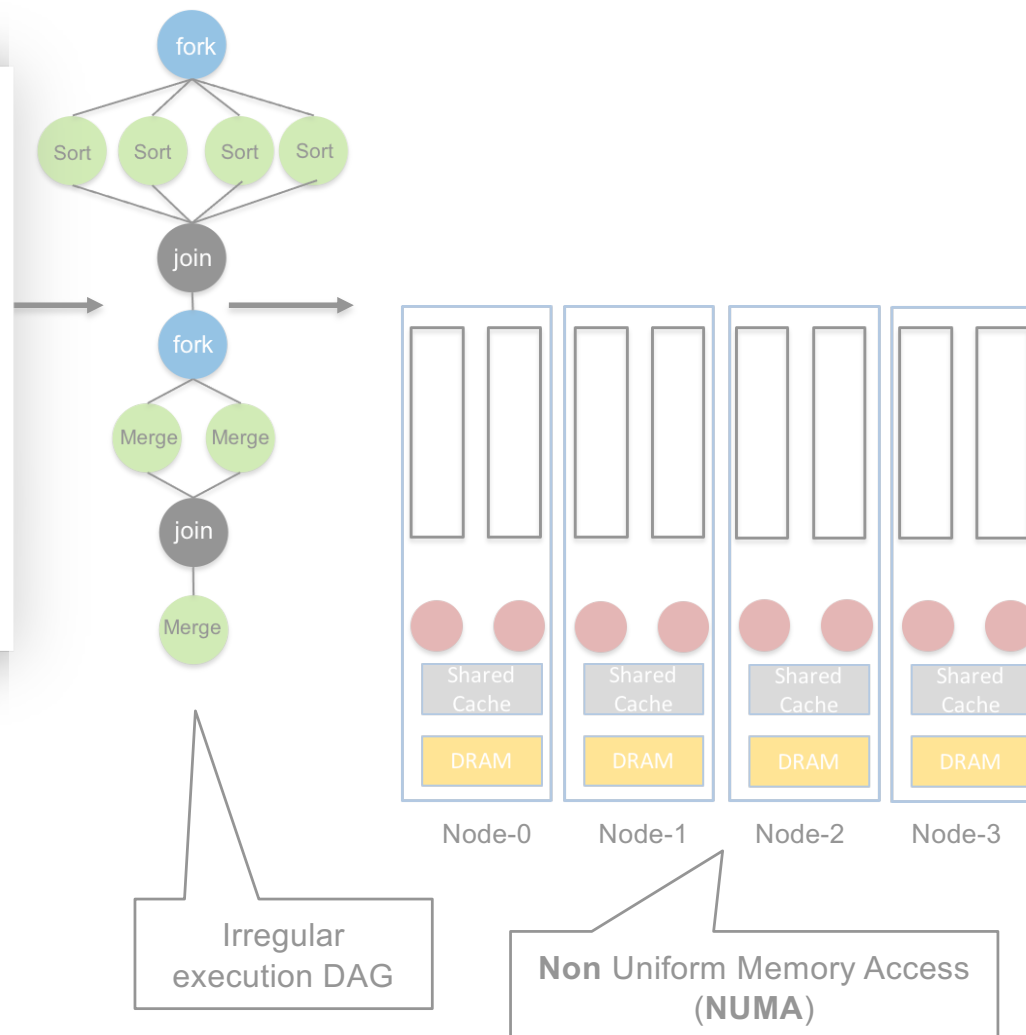 fork
Sort Sort Sort Sort
join
fork
Merge Merge
join
Merge
Shared Shared Shared Shared
Cache Cache Cache Cache
DRAM DRAM DRAM DRAM
Node-0 Node-1 Node-2 Node-3
Irregular
execution DAG
Non Uniform Memory Access
(NUMA)